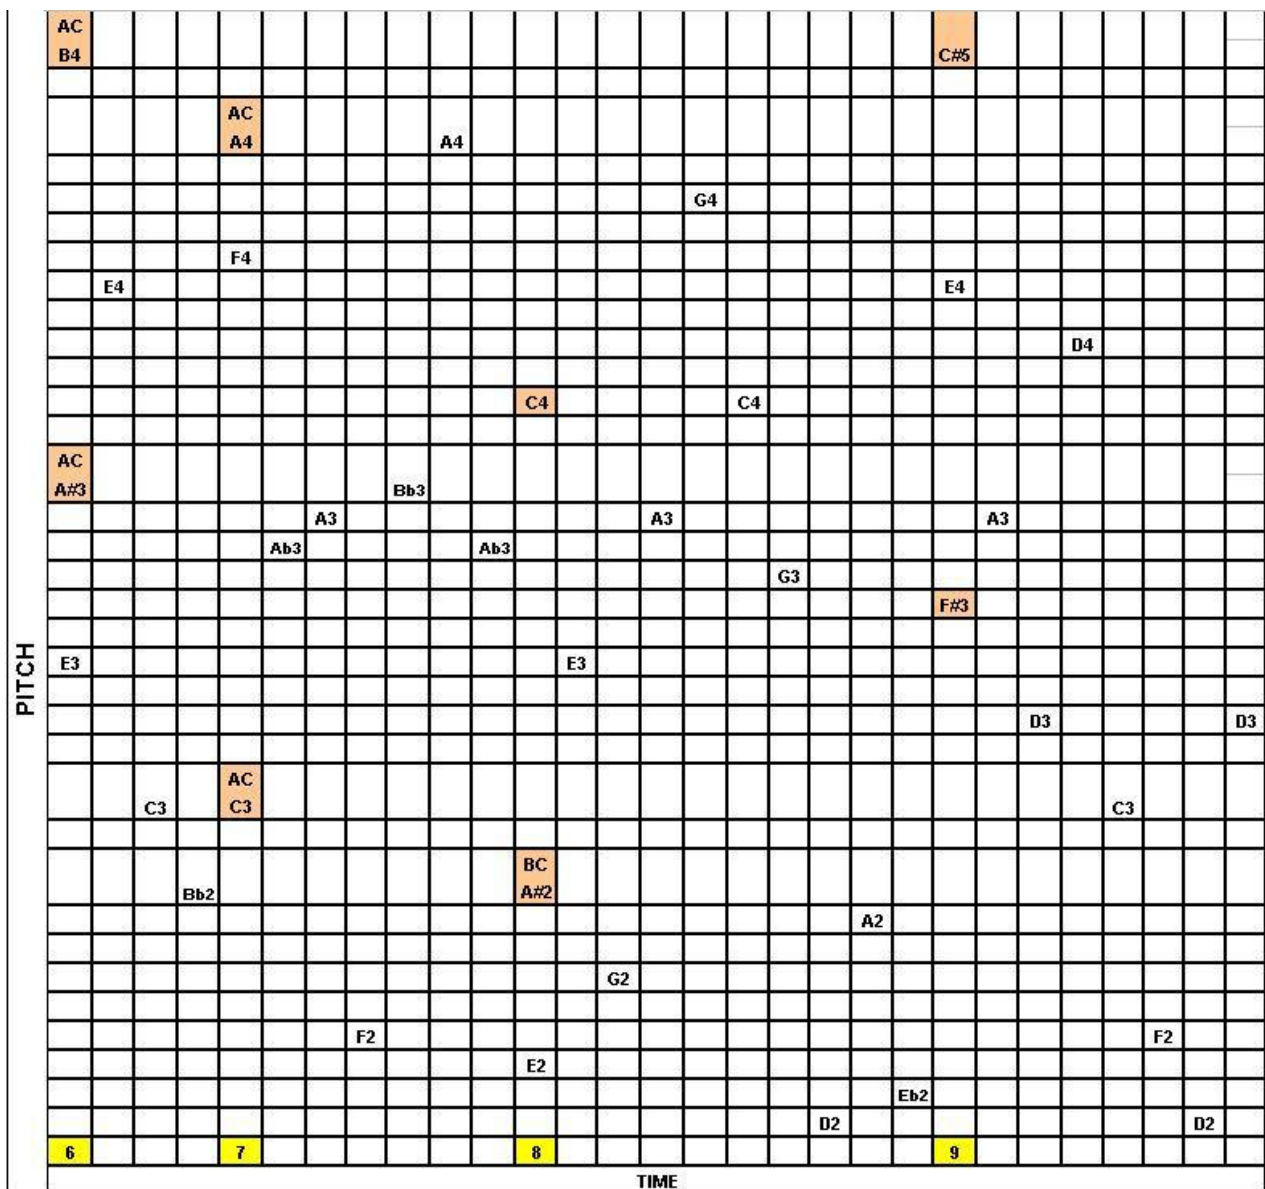 AC
B4 C#5
AC
A4 A4
G4
F4
E4 E4
D4
C4 C4
AC
A#3 Bb3
A3 A3 A3
Ab3 Ab3
G3
F#3
E3 E3
PITCH
D3 D3
AC
C3 C3 C3
BC
Bb2 A#2
A2
G2
F2 F2
E2
Eb2
D2 D2
6 7 8 9
TIME